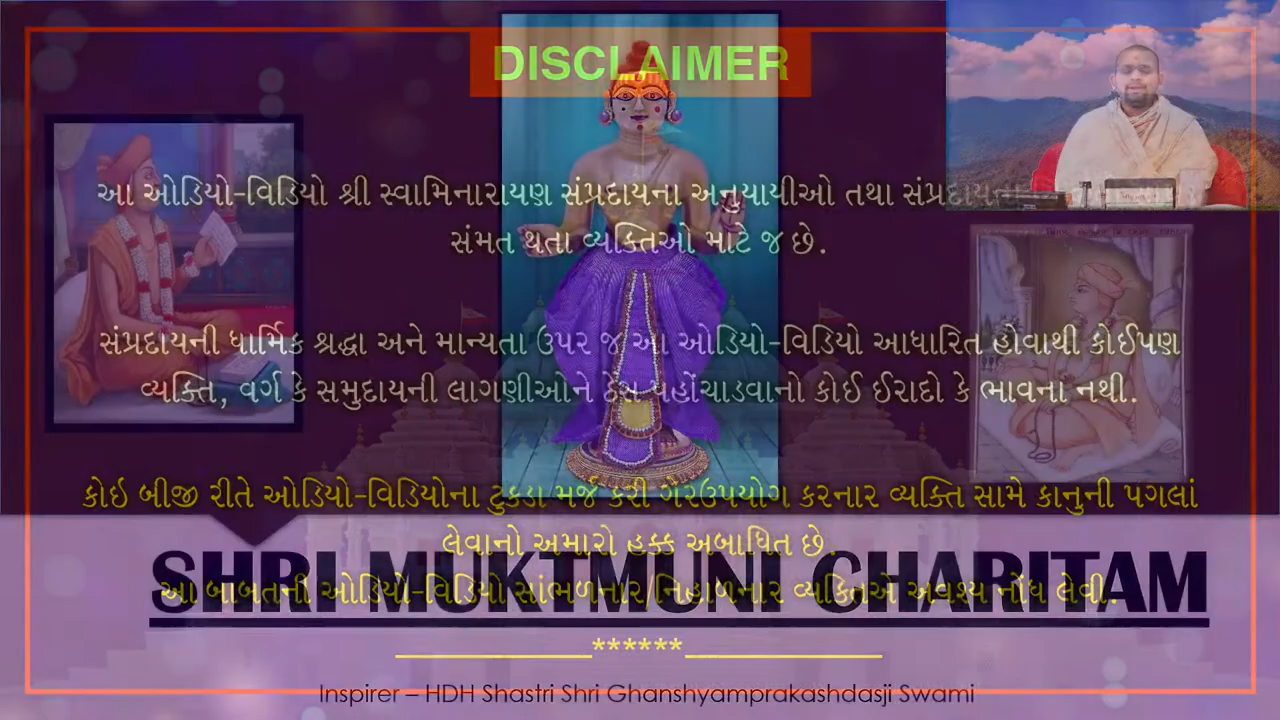 DISCLAIMER
આ ઓડિયો-વિડિયો શ્રી સ્વામિનારાયણ સંપ્રદાયના અનુયાયીઓ તથા સંપ્રદાયના
સંમત થતા વ્યક્તિઓ માટે જ છે.
સંપ્રદાયની ધાર્મિક શ્રદ્ધા અને માન્યતા ઉપર જ આ ઓડિયો-વિડિયો આધારિત હોવાથી કોઈપણ
વ્યક્તિ, વર્ગ કે સમુદાયની લાગણીઓને ઠેસ પહોંચાડવાનો કોઈ ઈરાદો કે ભાવના નથી.
કોઇ બીજી રીતે ઓડિયો-વિડિયોના ટુકડા મર્જ કરી ગેરઉપયોગ કરનાર વ્યક્તિ સામે કાનુની પગલાં
લેવાનો અમારો હક્ક અબાધિત છે.
SHRI MUKTMUNI CHARITAM
આ બાબતની ઓડિયો-વિડિયો સાંભળનાર/નિહાળનાર વ્યક્તિએ અવશ્ય નોંધ લેવી.
******
Inspirer – HDH Shastri Shri Ghanshyamprakashdasji Swami